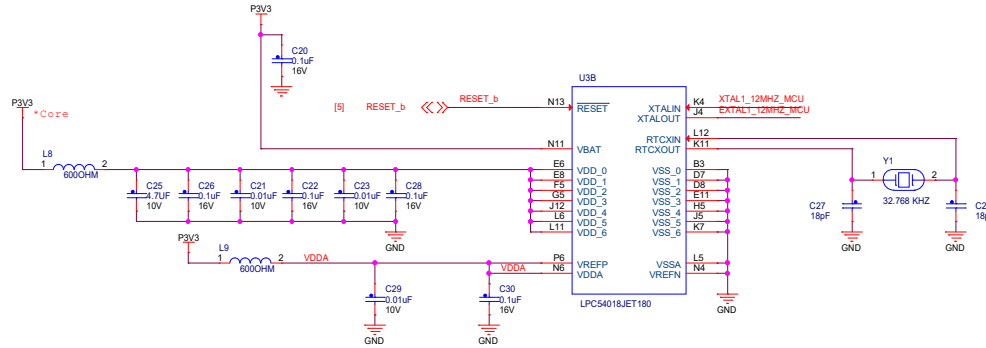 P3V3
C20
0.1uF
16V
U3B
P3V3
*Core
[5] RESET_b
RESET_b
N13
RESET
XTALIN
K4
XTAL1_12MHZ_MCU
XTALOUT
J4
EXTAL1_12MHZ_MCU
RTCXIN
L12
N11
VBAT
RTCXOUT
K11
L8
1
2
600OHM
E6
VDD_0
VSS_0
B3
E8
VDD_1
VSS_1
D7
F5
VDD_2
VSS_2
D8
G5
VDD_3
VSS_3
E11
J12
VDD_4
VSS_4
H5
L6
VDD_5
VSS_5
J5
L11
VDD_6
VSS_6
K7
C25
4.7UF
10V
C26
0.1uF
16V
C21
0.01uF
10V
C22
0.1uF
16V
C23
0.01uF
10V
C28
0.1uF
16V
GND
Y1
1
2
32.768 KHZ
C27
18pF
C2
18p
GND
GND
P3V3
L9
1
2
600OHM
VDDA
VDDA
P6
VREFP
VSSA
L5
N6
VDDA
VREFN
N4
C29
0.01uF
10V
C30
0.1uF
16V
GND
GND
LPC54018JET180
GND